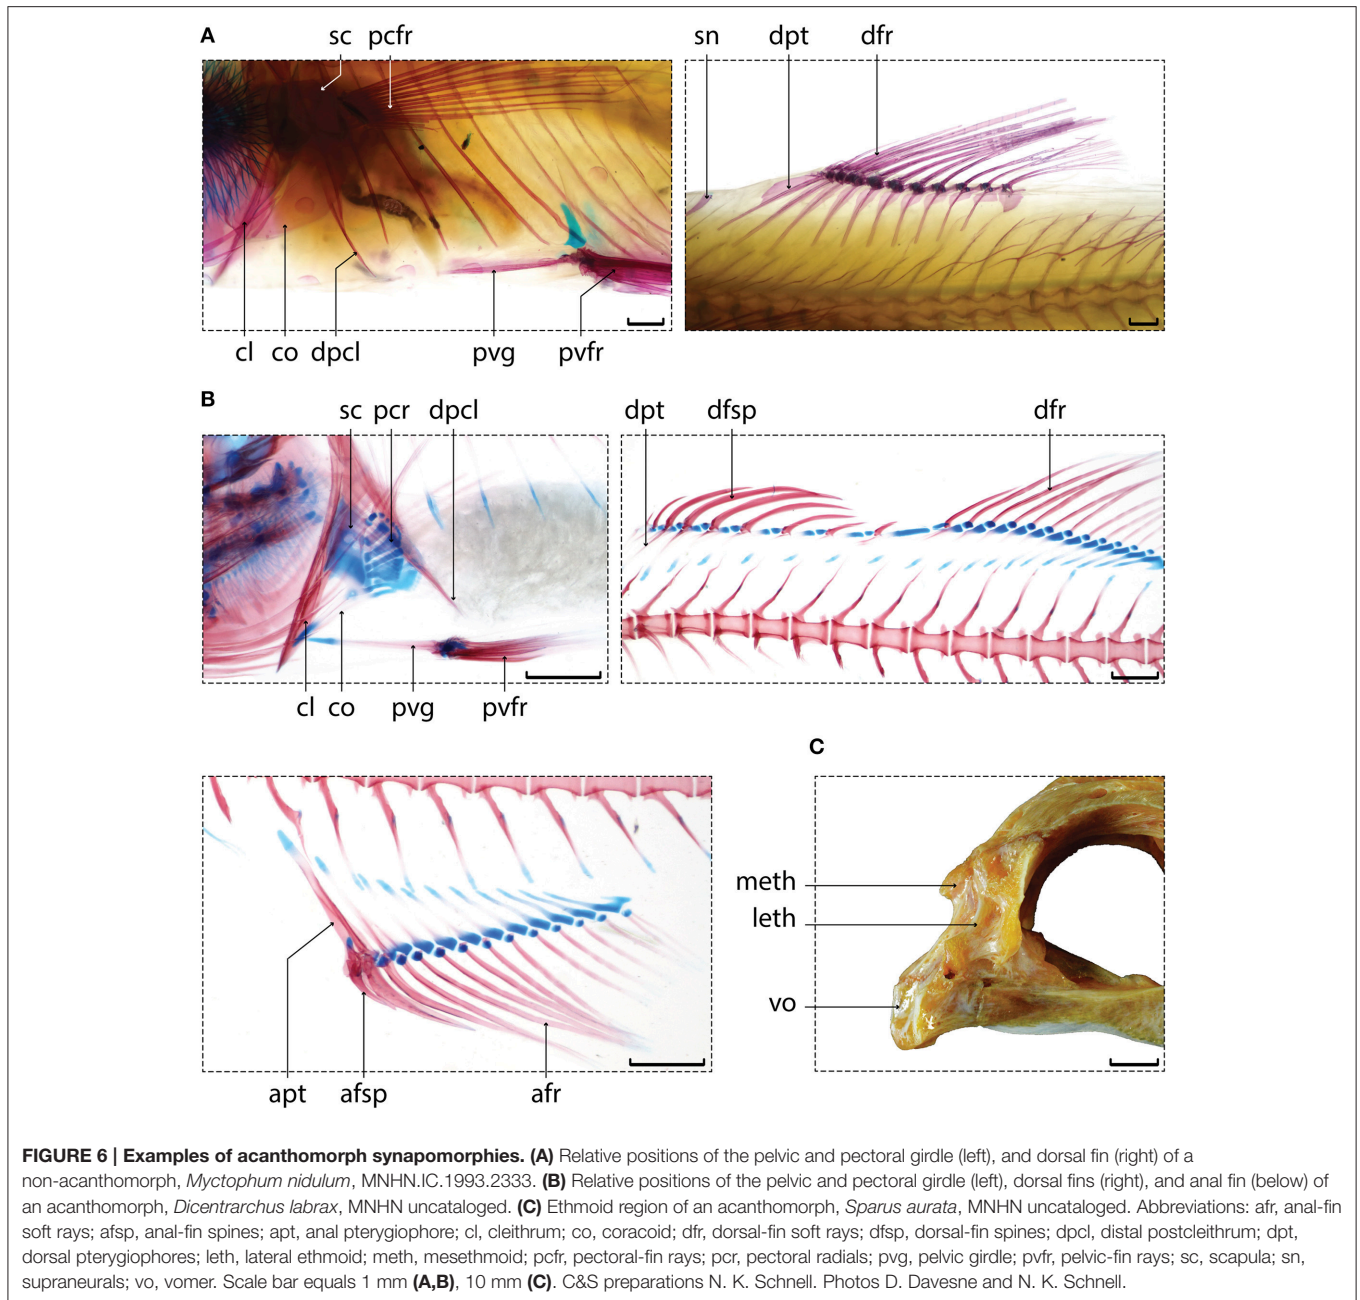 A
sc pcfr
sn dpt dfr
cl co dpcl pvg pvfr
B
sc pcr dpcl
dpt dfsp dfr
cl co pvg pvfr
C
meth
leth
vo
apt afsp afr
FIGURE 6 | Examples of acanthomorph synapomorphies. (A) Relative positions of the pelvic and pectoral girdle (left), and dorsal fin (right) of a
non-acanthomorph, Myctophum nidulum, MNHN.IC.1993.2333. (B) Relative positions of the pelvic and pectoral girdle (left), dorsal fins (right), and anal fin (below) of
an acanthomorph, Dicentrarchus labrax, MNHN uncataloged. (C) Ethmoid region of an acanthomorph, Sparus aurata, MNHN uncataloged. Abbreviations: afr, anal-fin
soft rays; afsp, anal-fin spines; apt, anal pterygiophore; cl, cleithrum; co, coracoid; dfr, dorsal-fin soft rays; dfsp, dorsal-fin spines; dpcl, distal postcleithrum; dpt,
dorsal pterygiophores; leth, lateral ethmoid; meth, mesethmoid; pcfr, pectoral-fin rays; pcr, pectoral radials; pvg, pelvic girdle; pvfr, pelvic-fin rays; sc, scapula; sn,
supraneurals; vo, vomer. Scale bar equals 1 mm (A,B), 10 mm (C). C&S preparations N. K. Schnell. Photos D. Davesne and N. K. Schnell.